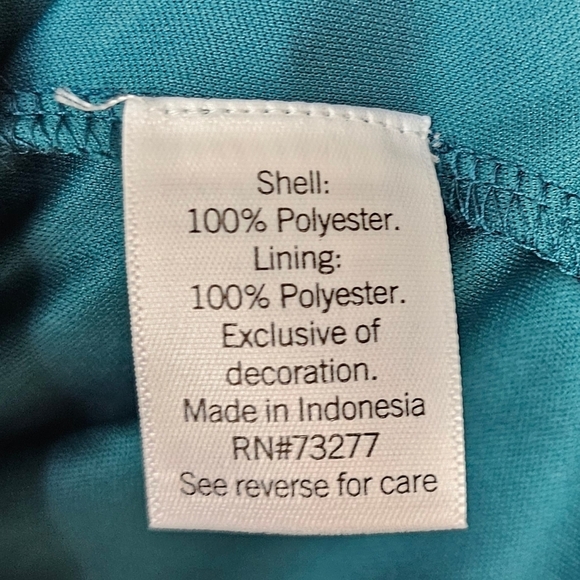 Shell:
100% Polyester.
Lining:
100% Polyester.
Exclusive of
decoration.
Made in Indonesia
RN#73277
See reverse for care